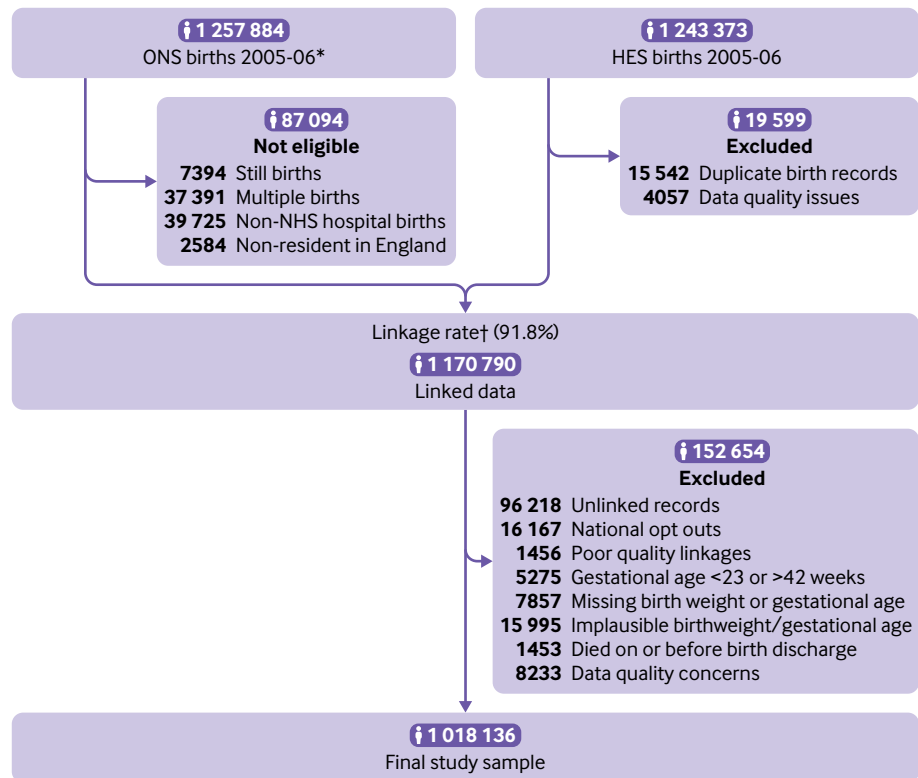 1 257 884
ONS births 2005-06*
1 243 373
HES births 2005-06
87 094
Not eligible
7394 Still births
37 391 Multiple births
39 725 Non-NHS hospital births
2584 Non-resident in England
19 599
Excluded
15 542 Duplicate birth records
4057 Data quality issues
Linkage rate† (91.8%)
1 170 790
Linked data
152 654
Excluded
96 218 Unlinked records
16 167 National opt outs
1456 Poor quality linkages
5275 Gestational age <23 or >42 weeks
7857 Missing birth weight or gestational age
15 995 Implausible birthweight/gestational age
1453 Died on or before birth discharge
8233 Data quality concerns
1 018 136
Final study sample